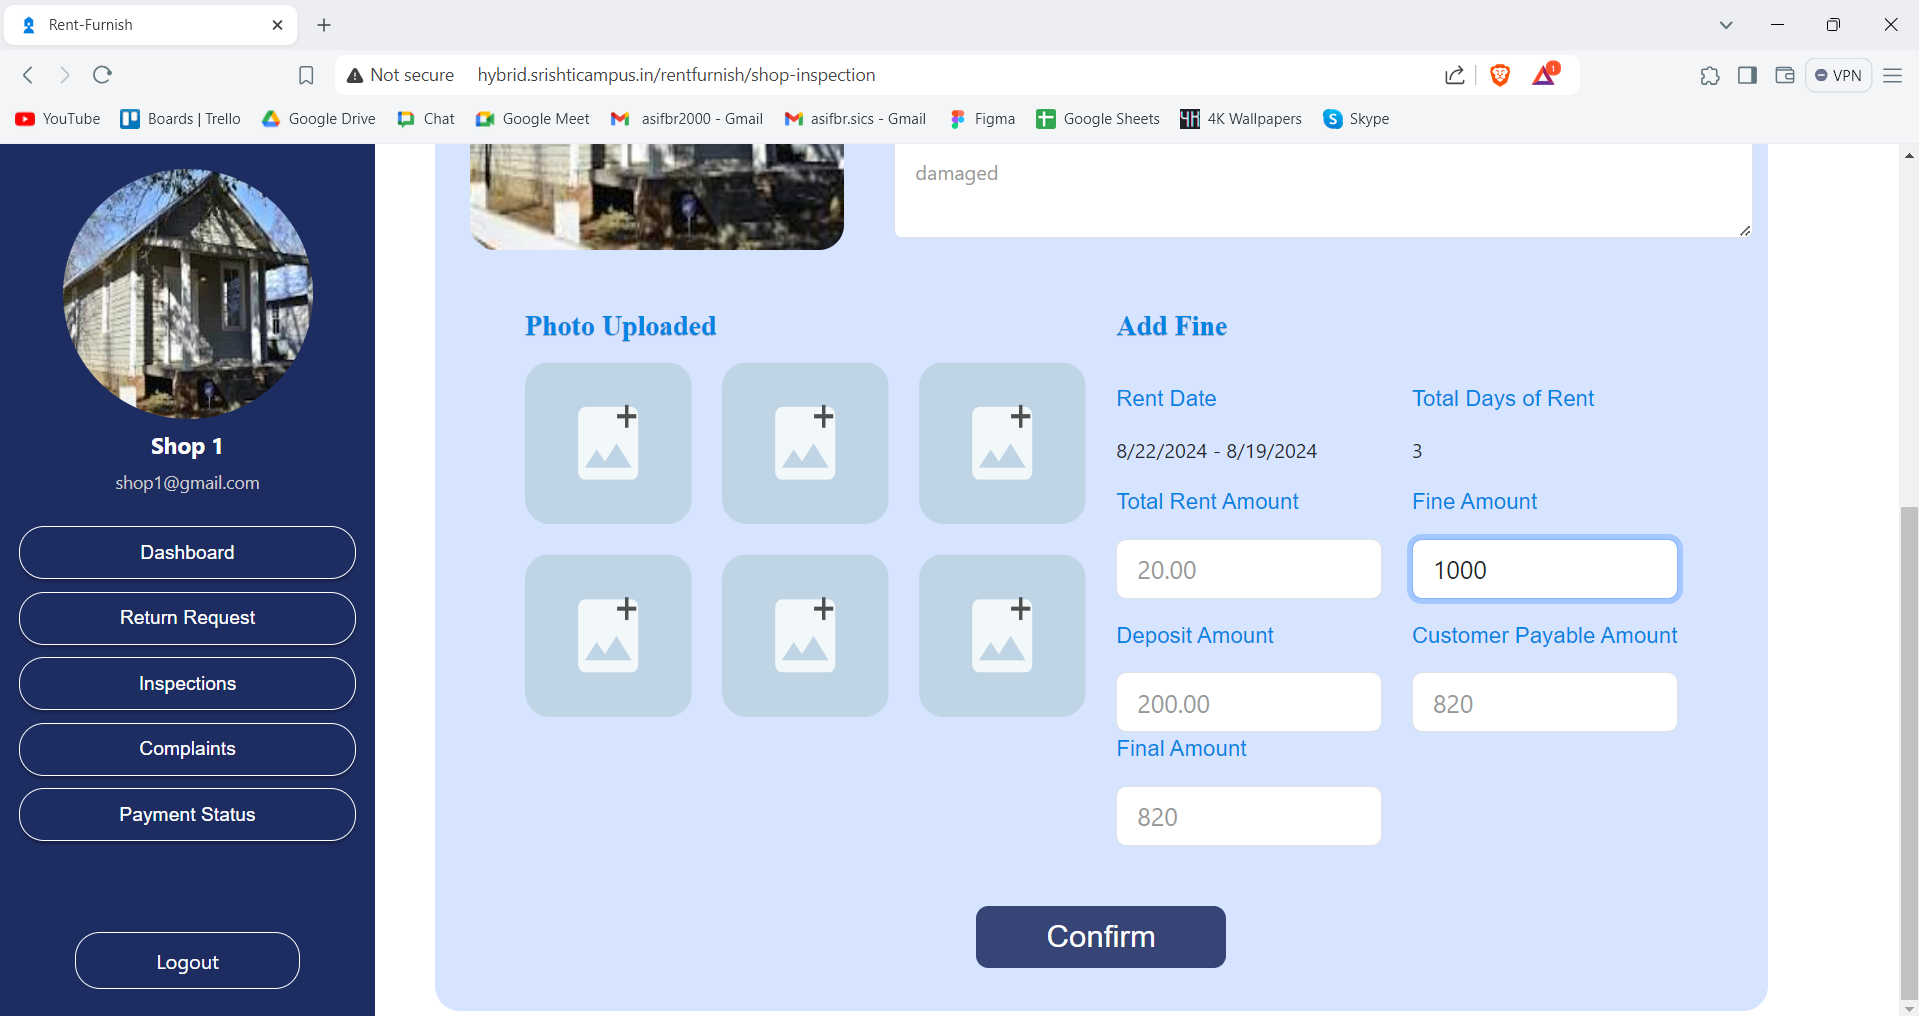 Rent-Furnish
Not secure hybrid.srishticampus.in/rentfurnish/shop-inspection 1 VPN
YouTube Boards | Trello Google Drive Chat Google Meet asifbr2000 - Gmail asifbr.sics - Gmail Figma Google Sheets 4K Wallpapers Skype
Shop 1
shop1@gmail.com
Dashboard
Return Request
Inspections
Complaints
Payment Status
Logout
damaged
Photo Uploaded
Add Fine
Rent Date Total Days of Rent
8/22/2024 - 8/19/2024 3
Total Rent Amount Fine Amount
20.00 1000
Deposit Amount Customer Payable Amount
200.00 820
Final Amount
820
Confirm